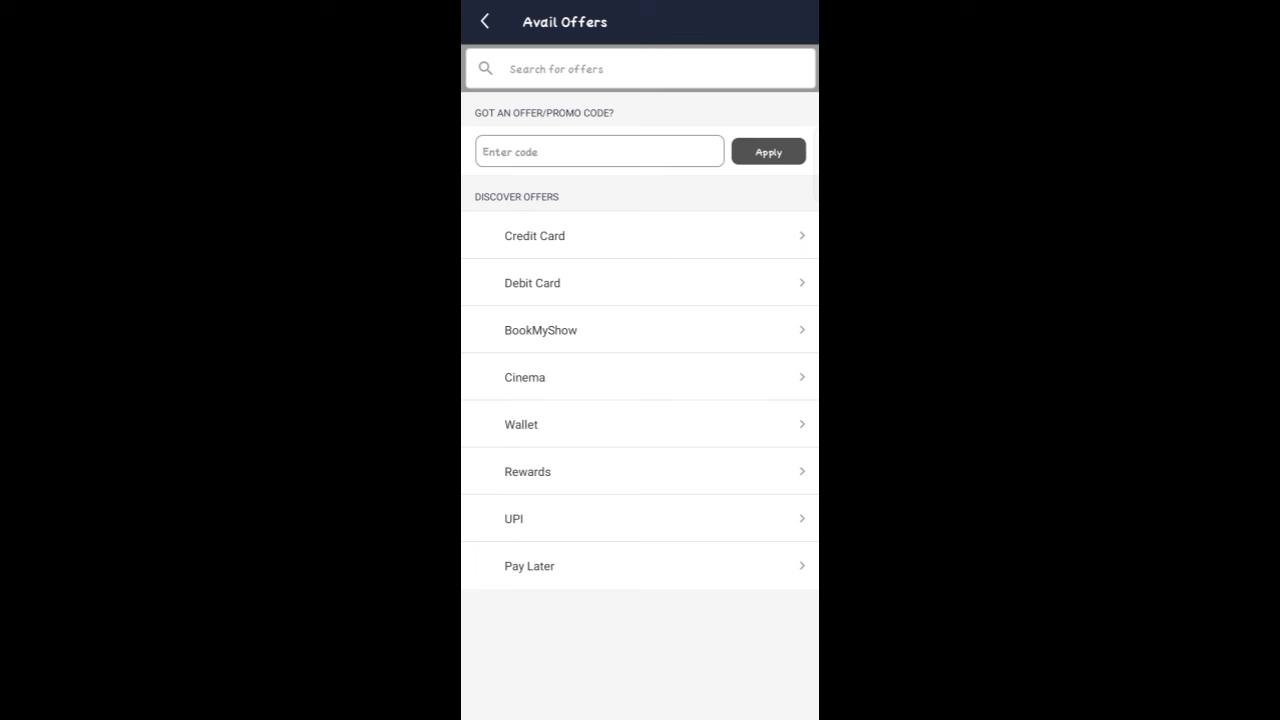 Avail Offers
Search for offers
GOT AN OFFER/PROMO CODE?
Enter code
Apply
DISCOVER OFFERS
Credit Card
Debit Card
BookMyShow
Cinema
Wallet
Rewards
UPI
Pay Later